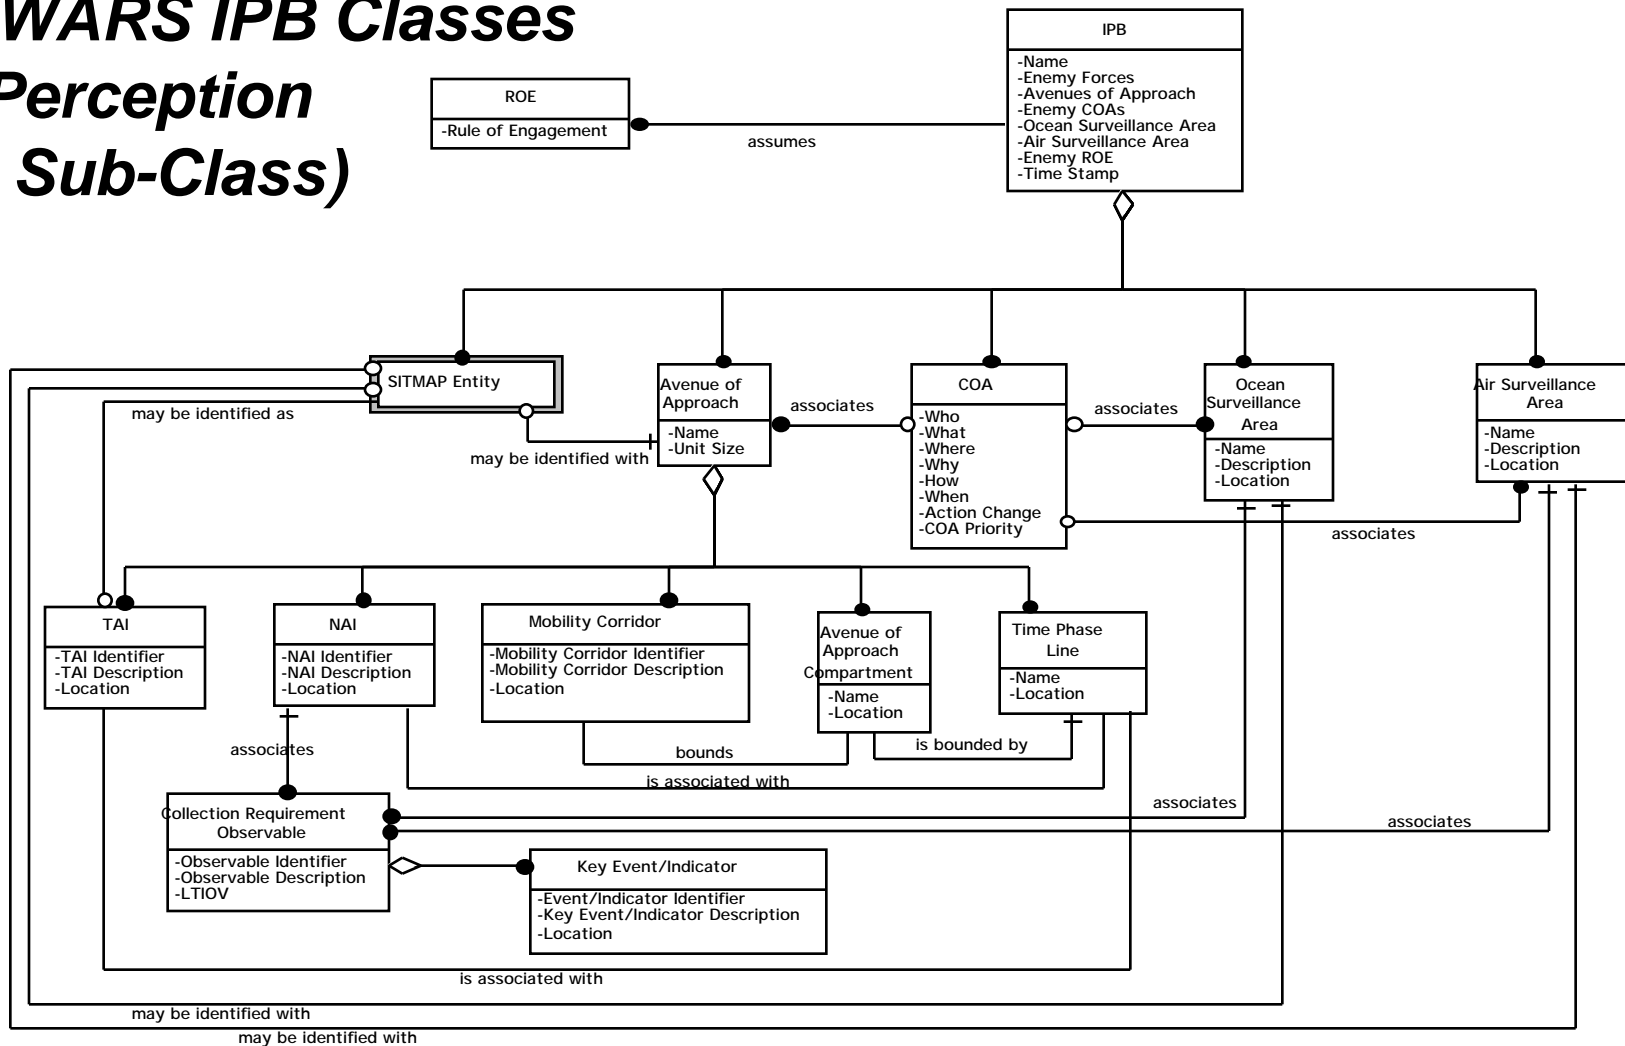 WARS IPB Classes
Perception
Sub-Class)
IPB
-Name
-Enemy Forces
-Avenues of Approach
-Enemy COAs
-Ocean Surveillance Area
-Air Surveillance Area
-Enemy ROE
-Time Stamp
ROE
-Rule of Engagement
assumes
SITMAP Entity
may be identified as
may be identified with
Avenue of
Approach
-Name
-Unit Size
associates
COA
-Who
-What
-Where
-Why
-How
-When
-Action Change
-COA Priority
associates
Ocean
Surveillance
Area
-Name
-Description
-Location
Air Surveillance
Area
-Name
-Description
-Location
associates
TAI
-TAI Identifier
-TAI Description
-Location
NAI
-NAI Identifier
-NAI Description
-Location
Mobility Corridor
-Mobility Corridor Identifier
-Mobility Corridor Description
-Location
Avenue of
Approach
Compartment
-Name
-Location
Time Phase
Line
-Name
-Location
associates
bounds
is bounded by
is associated with
associates
associates
Collection Requirement
Observable
-Observable Identifier
-Observable Description
-LTIOV
Key Event/Indicator
-Event/Indicator Identifier
-Key Event/Indicator Description
-Location
is associated with
may be identified with
may be identified with